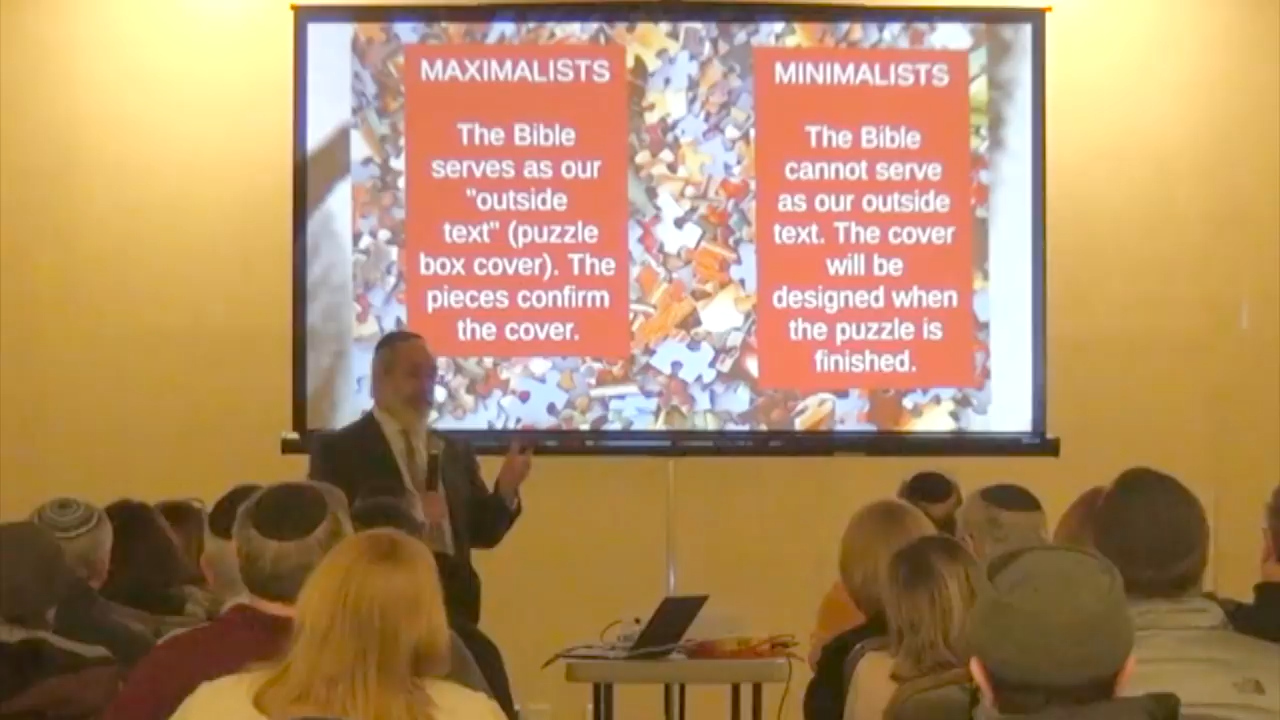 MAXIMALISTS
The Bible
serves as our
"outside
text" (puzzle
box cover). The
pieces confirm
the cover.
MINIMALISTS
The Bible
cannot serve
as our outside
text. The cover
will be
designed when
the puzzle is
finished.